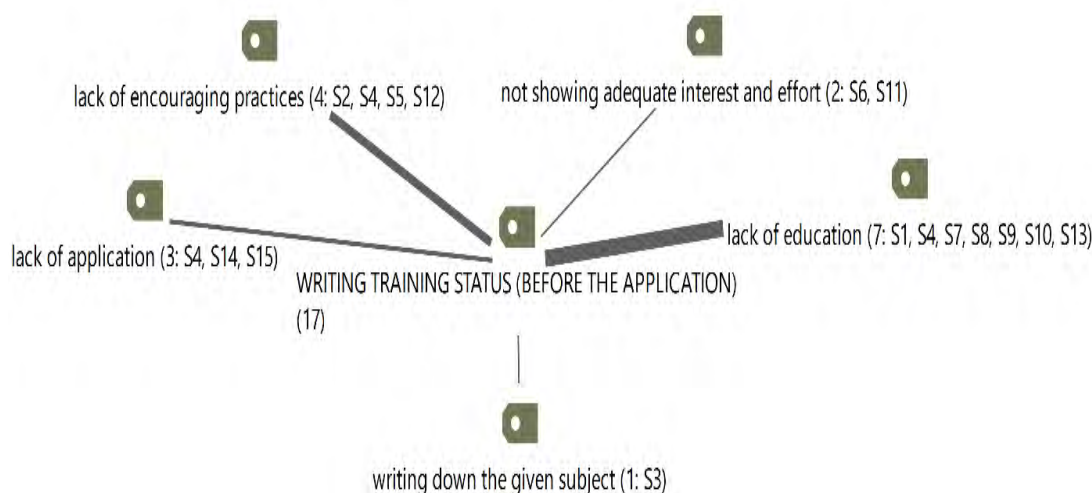 lack of encouraging practices (4: S2, S4, S5, S12)
not showing adequate interest and effort (2: S6, S11)
lack of application (3: S4, S14, S15)
lack of education (7: S1, S4, S7, S8, S9, S10, S13)
WRITING TRAINING STATUS (BEFORE THE APPLICATION)
(17)
writing down the given subject (1: S3)